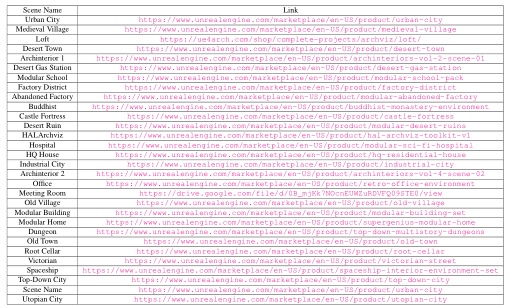 Scene Name Link
Urban City https://www.unrealengine.com/marketplace/en-US/product/urban-city
Medieval Village https://www.unrealengine.com/marketplace/en-US/product/medieval-village
Loft https://ue4arch.com/shop/complete-projects/archviz/loft/
Desert Town https://www.unrealengine.com/marketplace/en-US/product/desert-town
Archinterior 1 https://www.unrealengine.com/marketplace/en-US/product/archinteriors-vol-2-scene-01
Desert Gas Station https://www.unrealengine.com/marketplace/en-US/product/desert-gas-station
Modular School https://www.unrealengine.com/marketplace/en-US/product/modular-school-pack
Factory District https://www.unrealengine.com/marketplace/en-US/product/factory-district
Abandoned Factory https://www.unrealengine.com/marketplace/en-US/product/modular-abandoned-factory
Buddhist https://www.unrealengine.com/marketplace/en-US/product/buddhist-monastery-environment
Castle Fortress https://www.unrealengine.com/marketplace/en-US/product/castle-fortress
Desert Ruin https://www.unrealengine.com/marketplace/en-US/product/modular-desert-ruins
HALArchviz https://www.unrealengine.com/marketplace/en-US/product/hal-archviz-toolkit-v1
Hospital https://www.unrealengine.com/marketplace/en-US/product/modular-sci-fi-hospital
HQ House https://www.unrealengine.com/marketplace/en-US/product/hq-residential-house
Industrial City https://www.unrealengine.com/marketplace/en-US/product/industrial-city
Archinterior 2 https://www.unrealengine.com/marketplace/en-US/product/archinteriors-vol-4-scene-02
Office https://www.unrealengine.com/marketplace/en-US/product/retro-office-environment
Meeting Room
Old Village https://www.unrealengine.com/marketplace/en-US/product/old-village
Modular Building https://www.unrealengine.com/marketplace/en-US/product/modular-building-set
Modular Home https://www.unrealengine.com/marketplace/en-US/product/supergenius-modular-home
Dungeon https://www.unrealengine.com/marketplace/en-US/product/top-down-multistory-dungeons
Old Town https://www.unrealengine.com/marketplace/en-US/product/old-town
Root Cellar https://www.unrealengine.com/marketplace/en-US/product/root-cellar
Victorian https://www.unrealengine.com/marketplace/en-US/product/victorian-street
Spaceship https://www.unrealengine.com/marketplace/en-US/product/spaceship-interior-environment-set
Top-Down City https://www.unrealengine.com/marketplace/en-US/product/top-down-city
Scene Name https://www.unrealengine.com/marketplace/en-US/product/urban-city
Utopian City https://www.unrealengine.com/marketplace/en-US/product/utopian-city